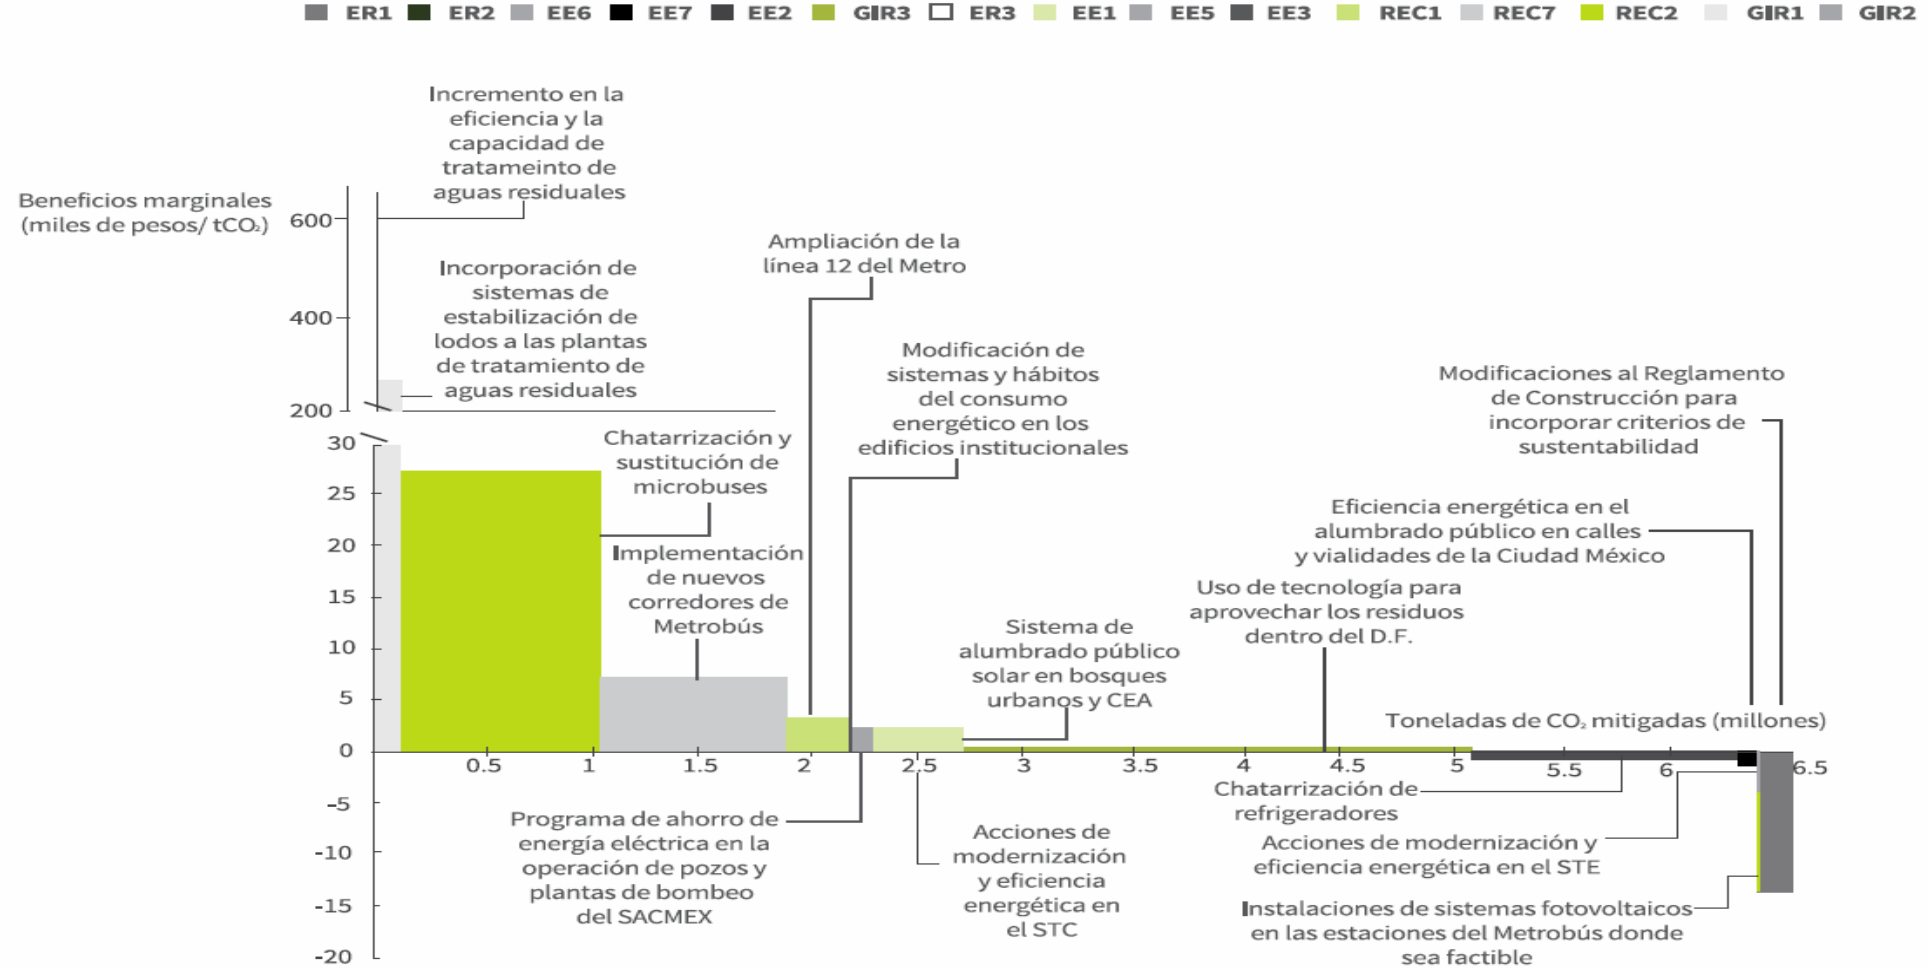 ER1 ER2 EE6 EE7 EE2 GIR3 ER3 EE1 EE5 EE3 REC1 REC7 REC2 GIR1 GIR2
Incremento en la
eficiencia y la
capacidad de
tratameinto de
aguas residuales
Beneficios marginales
(miles de pesos/ tCO₂)
600
400
200
Incorporación de
sistemas de
estabilización de
lodos a las plantas
de tratamiento de
aguas residuales
Ampliación de la
línea 12 del Metro
Modificación de
sistemas y hábitos
del consumo
energético en los
edificios institucionales
Modificaciones al Reglamento
de Construcción para
incorporar criterios de
sustentabilidad
30
25
20
15
10
5
0
-5
-10
-15
-20
Chatarrización y
sustitución de
microbuses
Implementación
de nuevos
corredores de
Metrobús
Eficiencia energética en el
alumbrado público en calles
y vialidades de la Ciudad México
Uso de tecnología para
aprovechar los residuos
dentro del D.F.
Sistema de
alumbrado público
solar en bosques
urbanos y CEA
Toneladas de CO₂ mitigadas (millones)
0.5 1 1.5 2 2.5 3 3.5 4 4.5 5 5.5 6 6.5
Programa de ahorro de
energía eléctrica en la
operación de pozos y
plantas de bombeo
del SACMEX
Acciones de
modernización
y eficiencia
energética en
el STC
Chatarrización de
refrigeradores
Acciones de modernización y
eficiencia energética en el STE
Instalaciones de sistemas fotovoltaicos
en las estaciones del Metrobús donde
sea factible